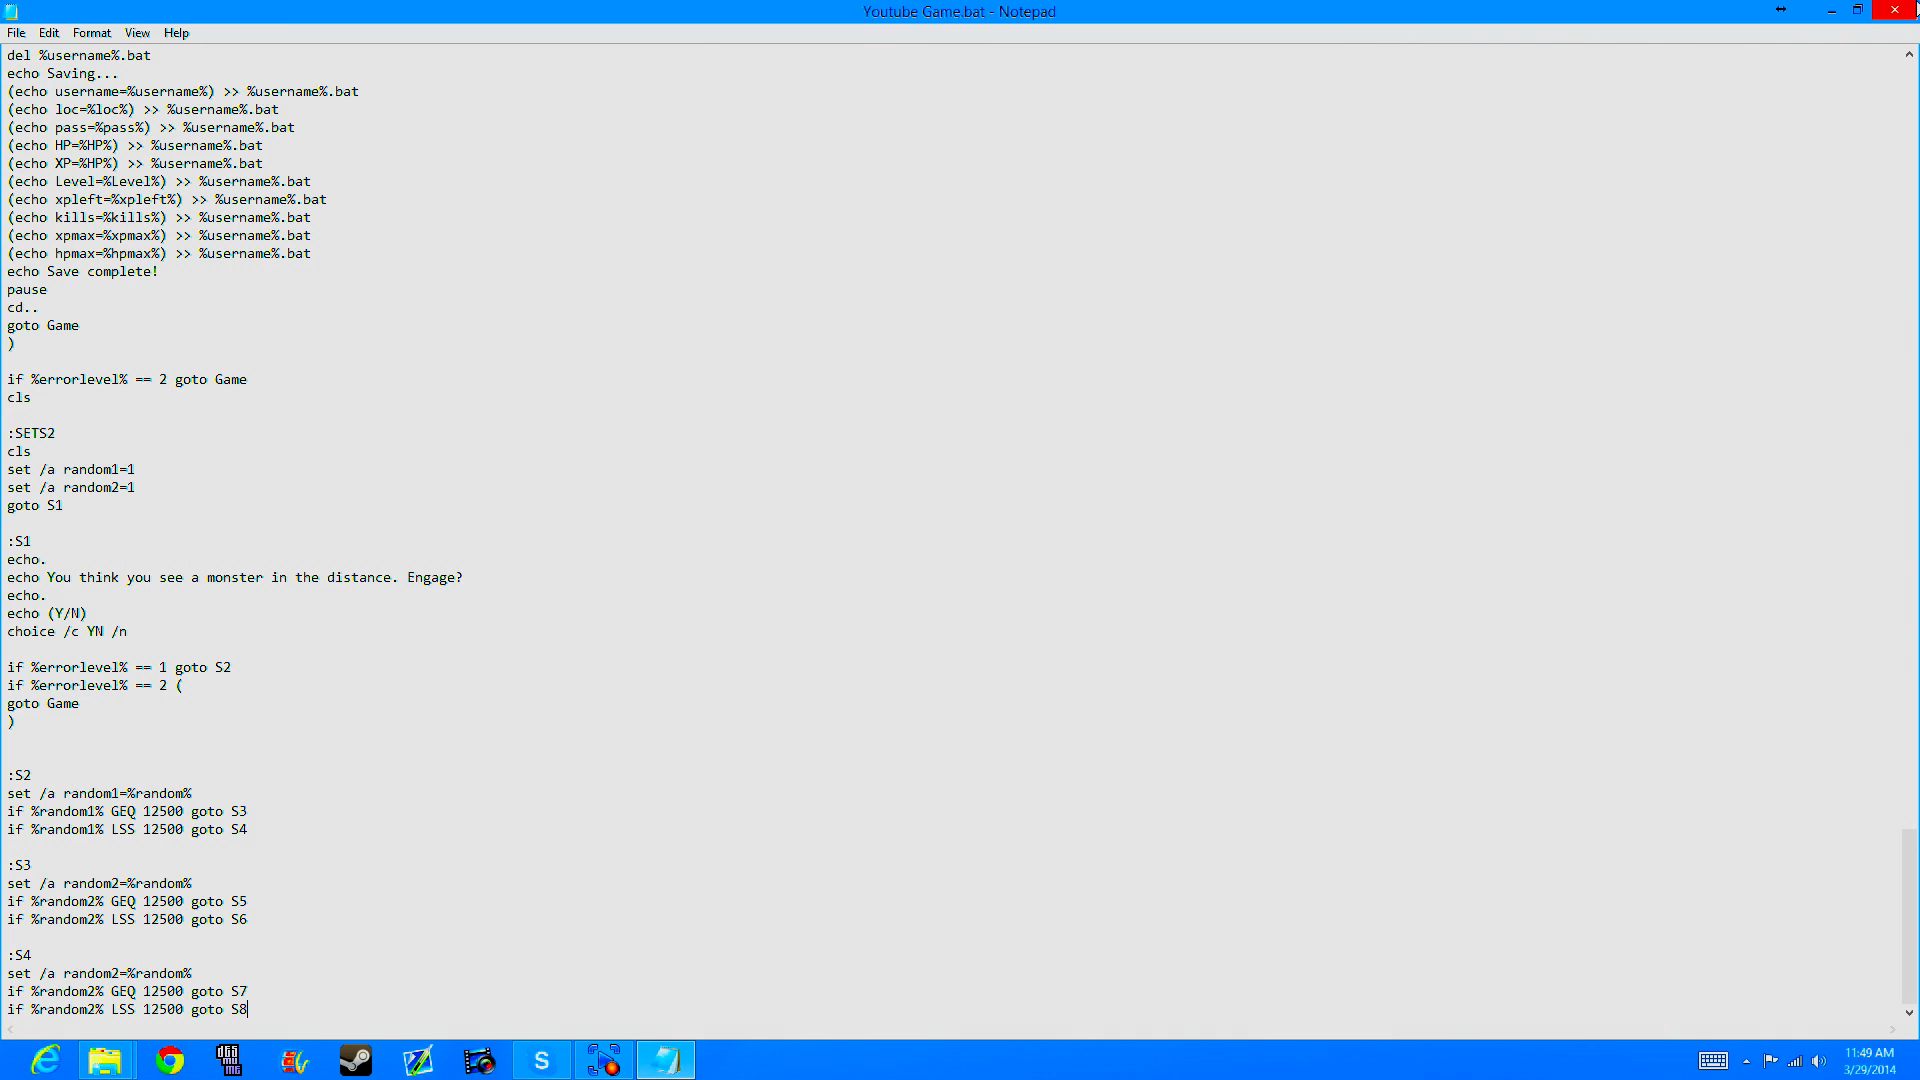 Youtube Game.bat - Notepad
File Edit Format View Help
del %username%.bat
echo Saving...
(echo username=%username%) >> %username%.bat
(echo loc=%loc%) >> %username%.bat
(echo pass=%pass%) >> %username%.bat
(echo HP=%HP%) >> %username%.bat
(echo XP=%HP%) >> %username%.bat
(echo Level=%Level%) >> %username%.bat
(echo xpleft=%xpleft%) >> %username%.bat
(echo kills=%kills%) >> %username%.bat
(echo xpmax=%xpmax%) >> %username%.bat
(echo hpmax=%hpmax%) >> %username%.bat
echo Save complete!
pause
cd..
goto Game
)
if %errorlevel% == 2 goto Game
cls
:SETS2
cls
set /a random1=1
set /a random2=1
goto S1
:S1
echo.
echo You think you see a monster in the distance. Engage?
echo.
echo (Y/N)
choice /c YN /n
if %errorlevel% == 1 goto S2
if %errorlevel% == 2 (
goto Game
)
:S2
set /a random1=%random%
if %random1% GEQ 12500 goto S3
if %random1% LSS 12500 goto S4
:S3
set /a random2=%random%
if %random2% GEQ 12500 goto S5
if %random2% LSS 12500 goto S6
:S4
set /a random2=%random%
if %random2% GEQ 12500 goto S7
if %random2% LSS 12500 goto S8
11:49 AM
3/29/2014